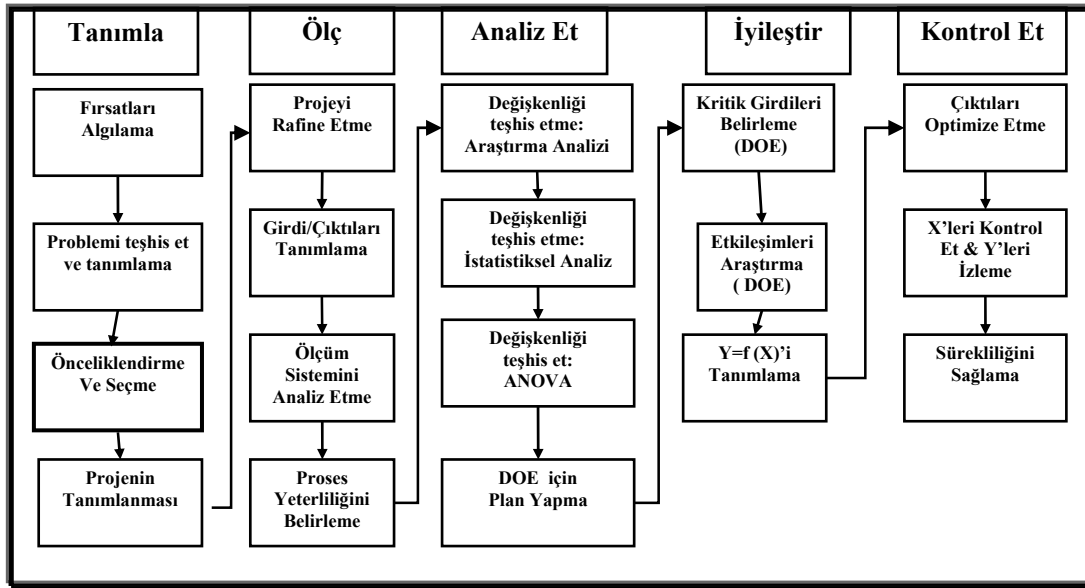 Tanımla
Fırsatları
Algılama
Problemi teşhis et
ve tanımlama
Önceliklendirme
Ve Seçme
Projenin
Tanımlanması
Ölç
Projeyi
Rafine Etme
Girdi/Çıktıları
Tanımlama
Ölçüm
Sistemini
Analiz Etme
Proses
Yeterliliğini
Belirleme
Analiz Et
Değişkenliği
teşhis etme:
Araştırma Analizi
Değişkenliği
teşhis etme:
İstatistiksel Analiz
Değişkenliği
teşhis et:
ANOVA
DOE için
Plan Yapma
İyileştir
Kritik Girdileri
Belirleme
(DOE)
Etkileşimleri
Araştırma
( DOE)
Y=f (X)’i
Tanımlama
Kontrol Et
Çıktıları
Optimize Etme
X’leri Kontrol
Et & Y’leri
İzleme
Sürekliliğini
Sağlama